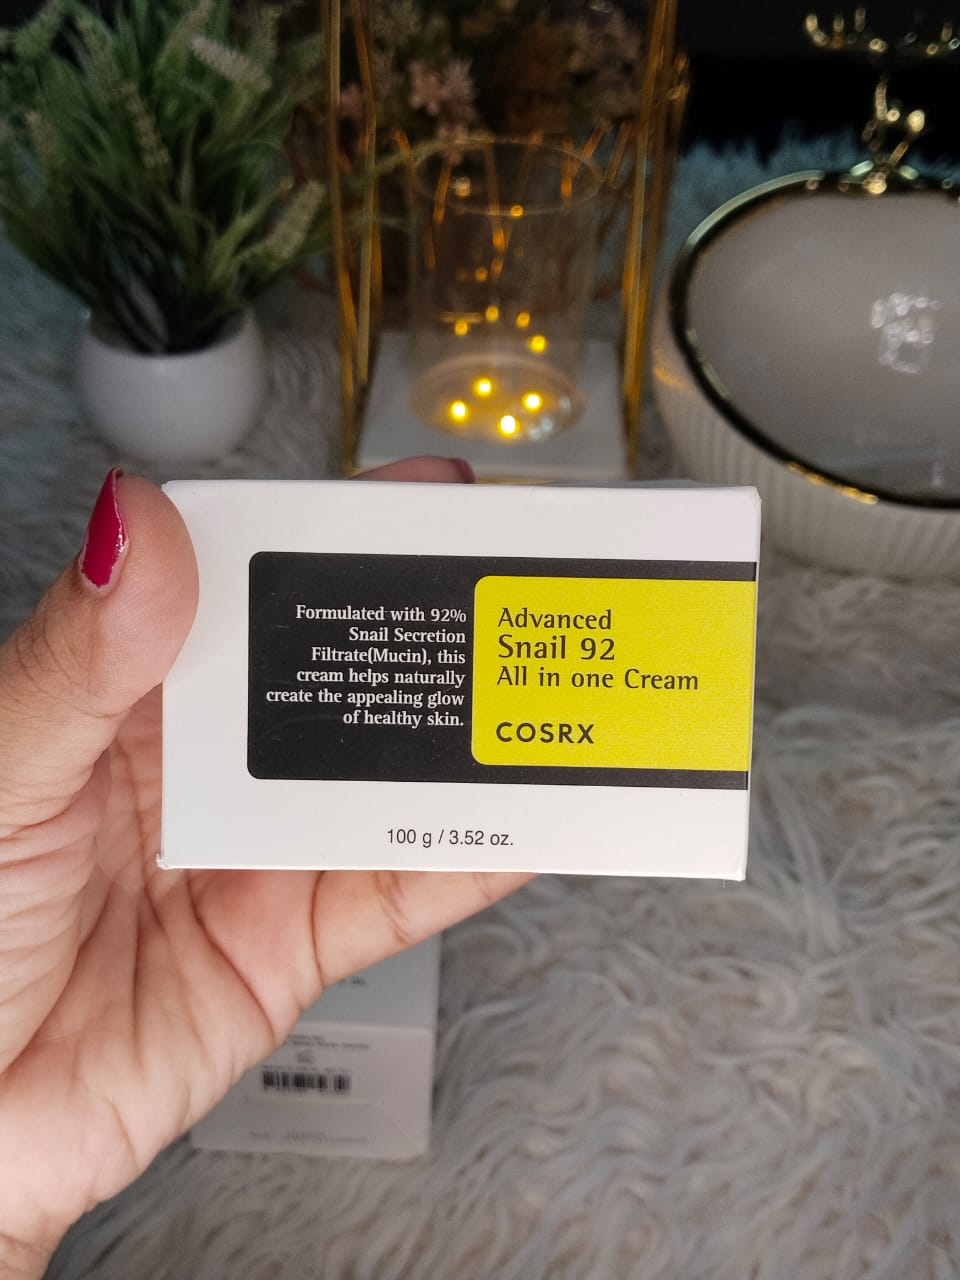 Formulated with 92%
Snail Secretion
Filtrate(Mucin), this
cream helps naturally
create the appealing glow
of healthy skin.
Advanced
Snail 92
All in one Cream
COSRX
100 g / 3.52 oz.